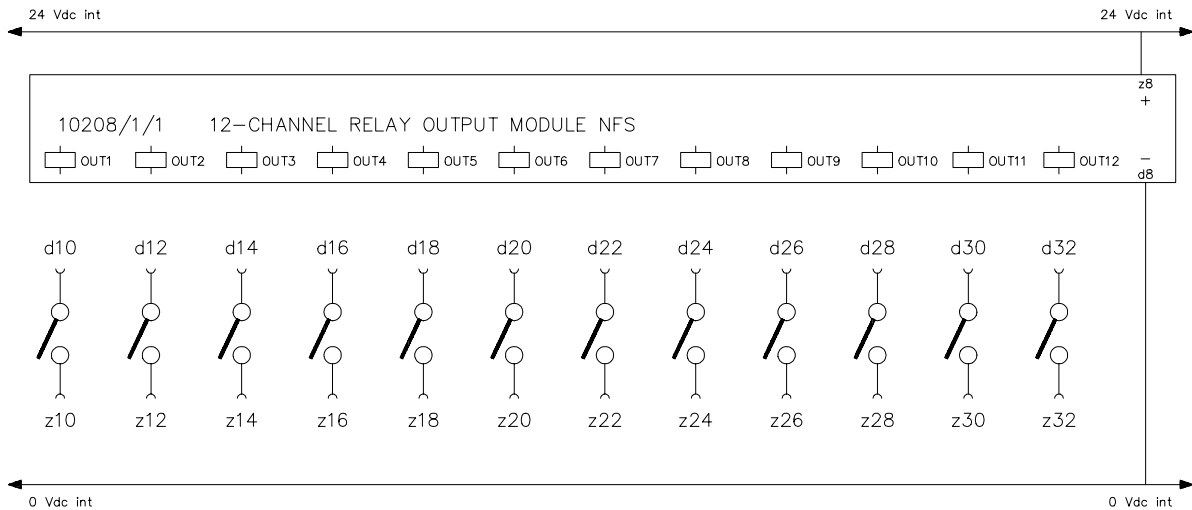 24 Vdc int 24 Vdc int
z8
+
10208/1/1 12-CHANNEL RELAY OUTPUT MODULE NFS
OUT1 OUT2 OUT3 OUT4 OUT5 OUT6 OUT7 OUT8 OUT9 OUT10 OUT11 OUT12 -
d8
d10 d12 d14 d16 d18 d20 d22 d24 d26 d28 d30 d32
z10 z12 z14 z16 z18 z20 z22 z24 z26 z28 z30 z32
0 Vdc int 0 Vdc int